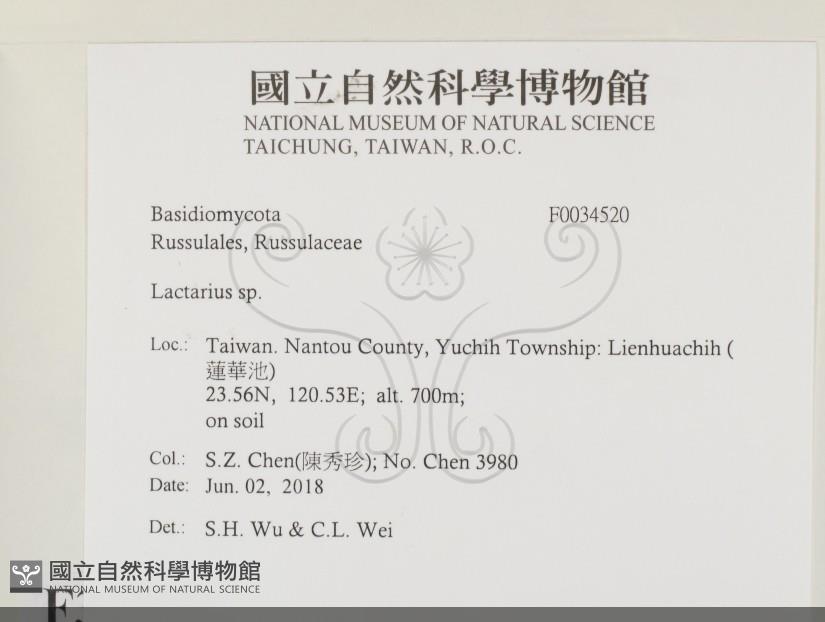 國立自然科學博物館
NATIONAL MUSEUM OF NATURAL SCIENCE
TAICHUNG, TAIWAN, R.O.C.
Basidiomycota F0034520
Russulales, Russulaceae
Lactarius sp.
Loc.: Taiwan. Nantou County, Yuchih Township: Lienhuachih (
蓮華池)
23.56N, 120.53E; alt. 700m;
on soil
Col.: S.Z. Chen(陳秀珍); No. Chen 3980
Date: Jun. 02, 2018
Det.: S.H. Wu & C.L. Wei
國立自然科學博物館
NATIONAL MUSEUM OF NATURAL SCIENCE